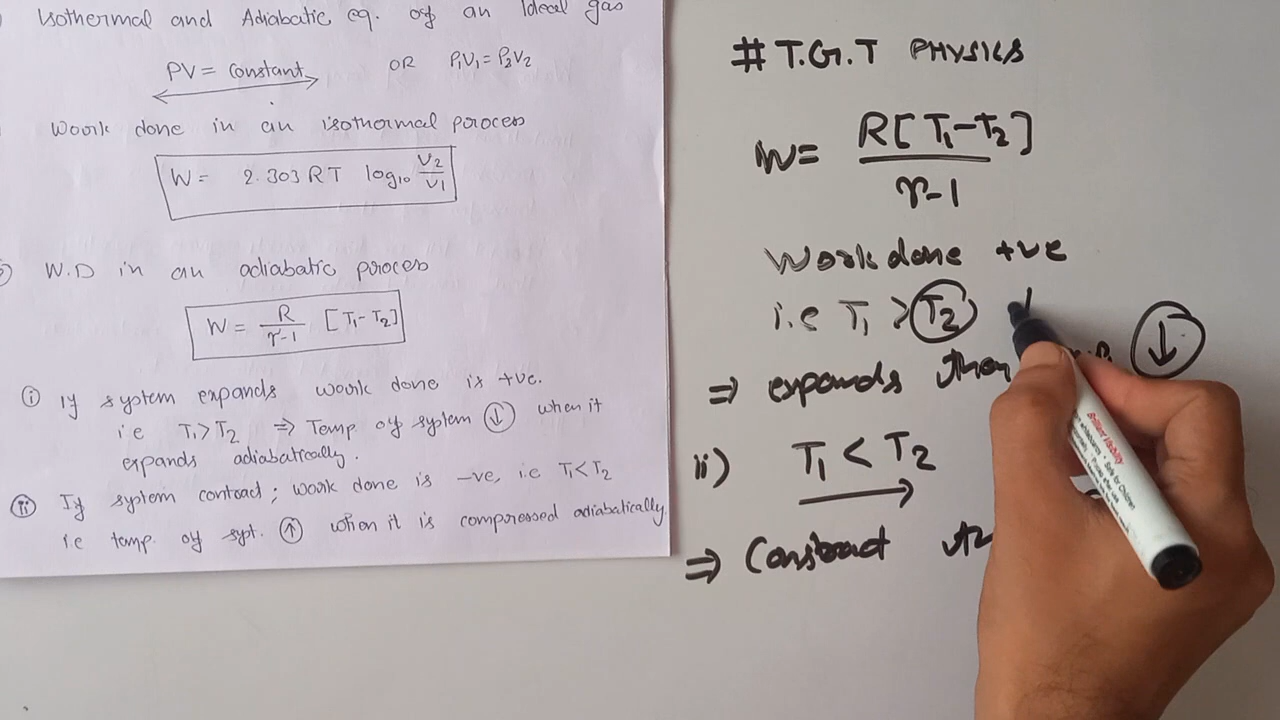 Isothermal and Adiabatic eq. of an Ideal gas
PV = Constant OR P₁V₁ = P₂V₂
Work done in an isothermal process
W = 2.303 RT log₁₀ V₂/V₁
W.D in an adiabatic process
W = R/γ-1 [T₁-T₂]
(i) If system expands work done is +ve.
i.e T₁>T₂ ⇒ Temp of system ↓ when it
expands adiabatically.
(ii) If system contract; work done is -ve, i.e T₁<T₂
i.e temp. of syst. ↑ when it is compressed adiabatically.
# T.G.T PHYSICS
W= R[T₁-T₂]
γ-1
Work done +ve
i.e T₁ > T₂
⇒ expands then ↓
ii) T₁ < T₂
⇒ Constract